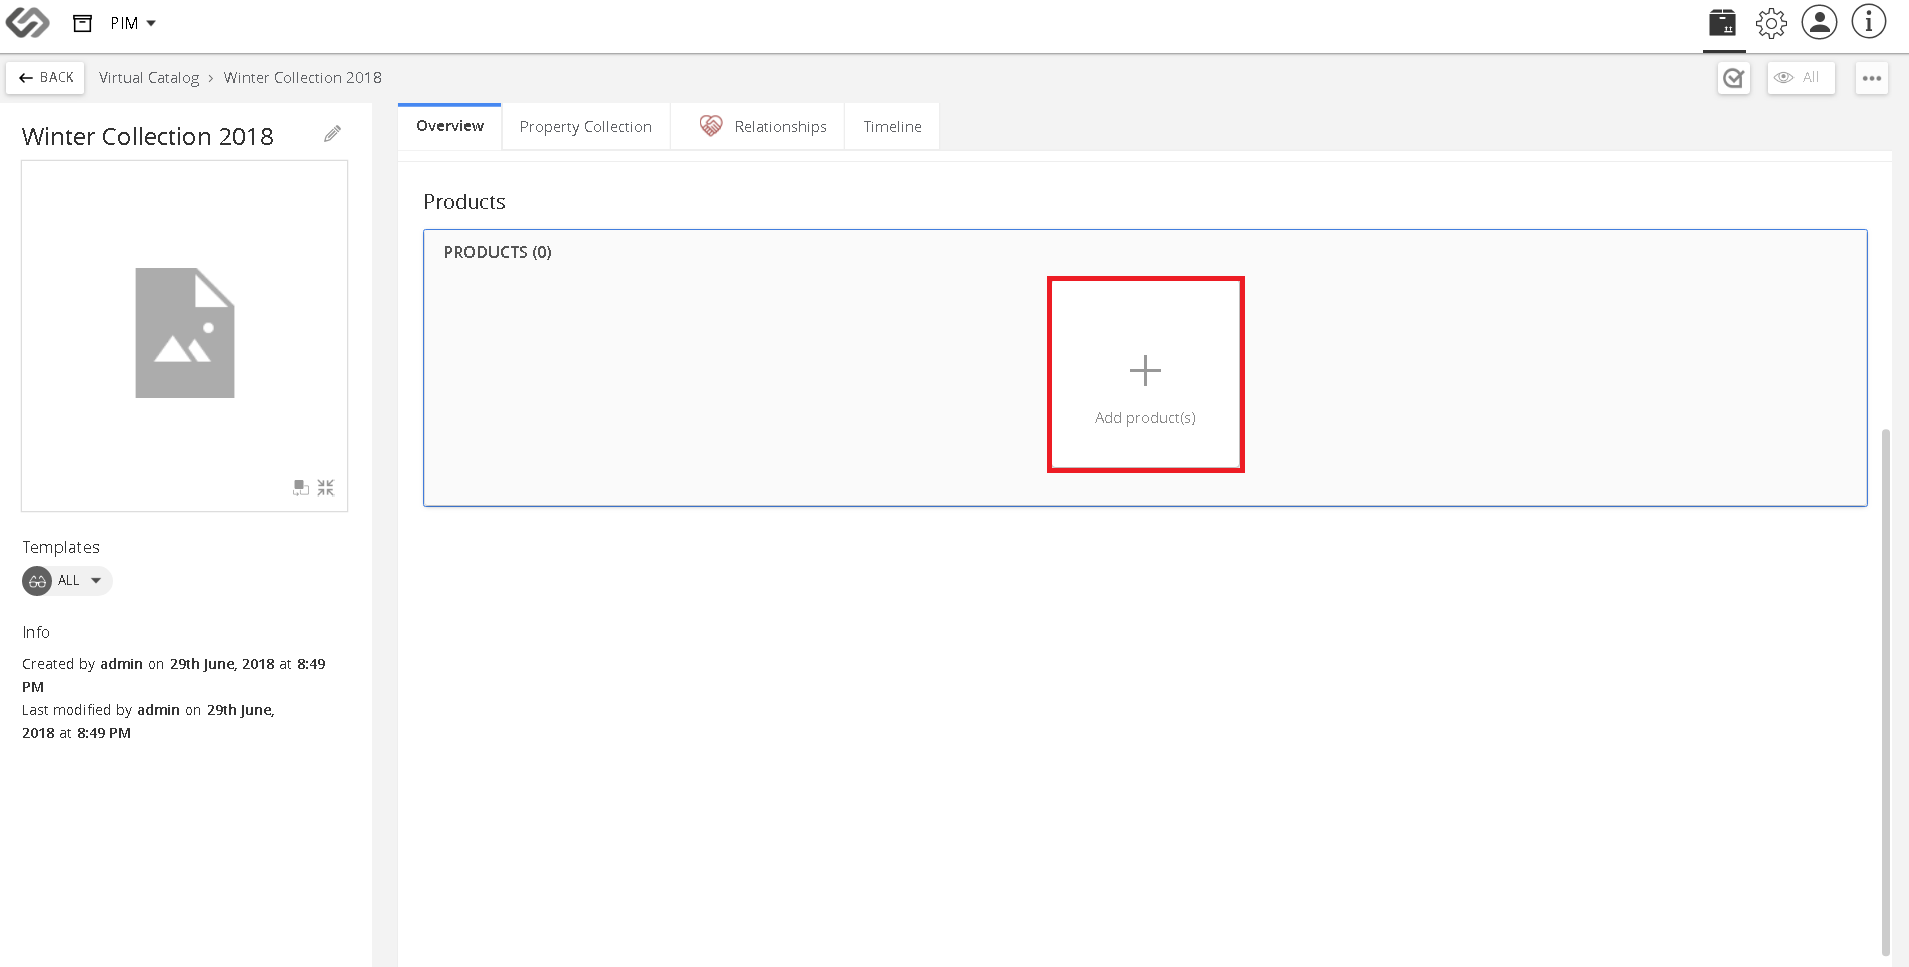 PIM
BACK
Virtual Catalog > Winter Collection 2018
All
Winter Collection 2018
Overview
Property Collection
Relationships
Timeline
Products
PRODUCTS (0)
Add product(s)
Templates
ALL
Info
Created by admin on 29th June, 2018 at 8:49
PM
Last modified by admin on 29th June,
2018 at 8:49 PM